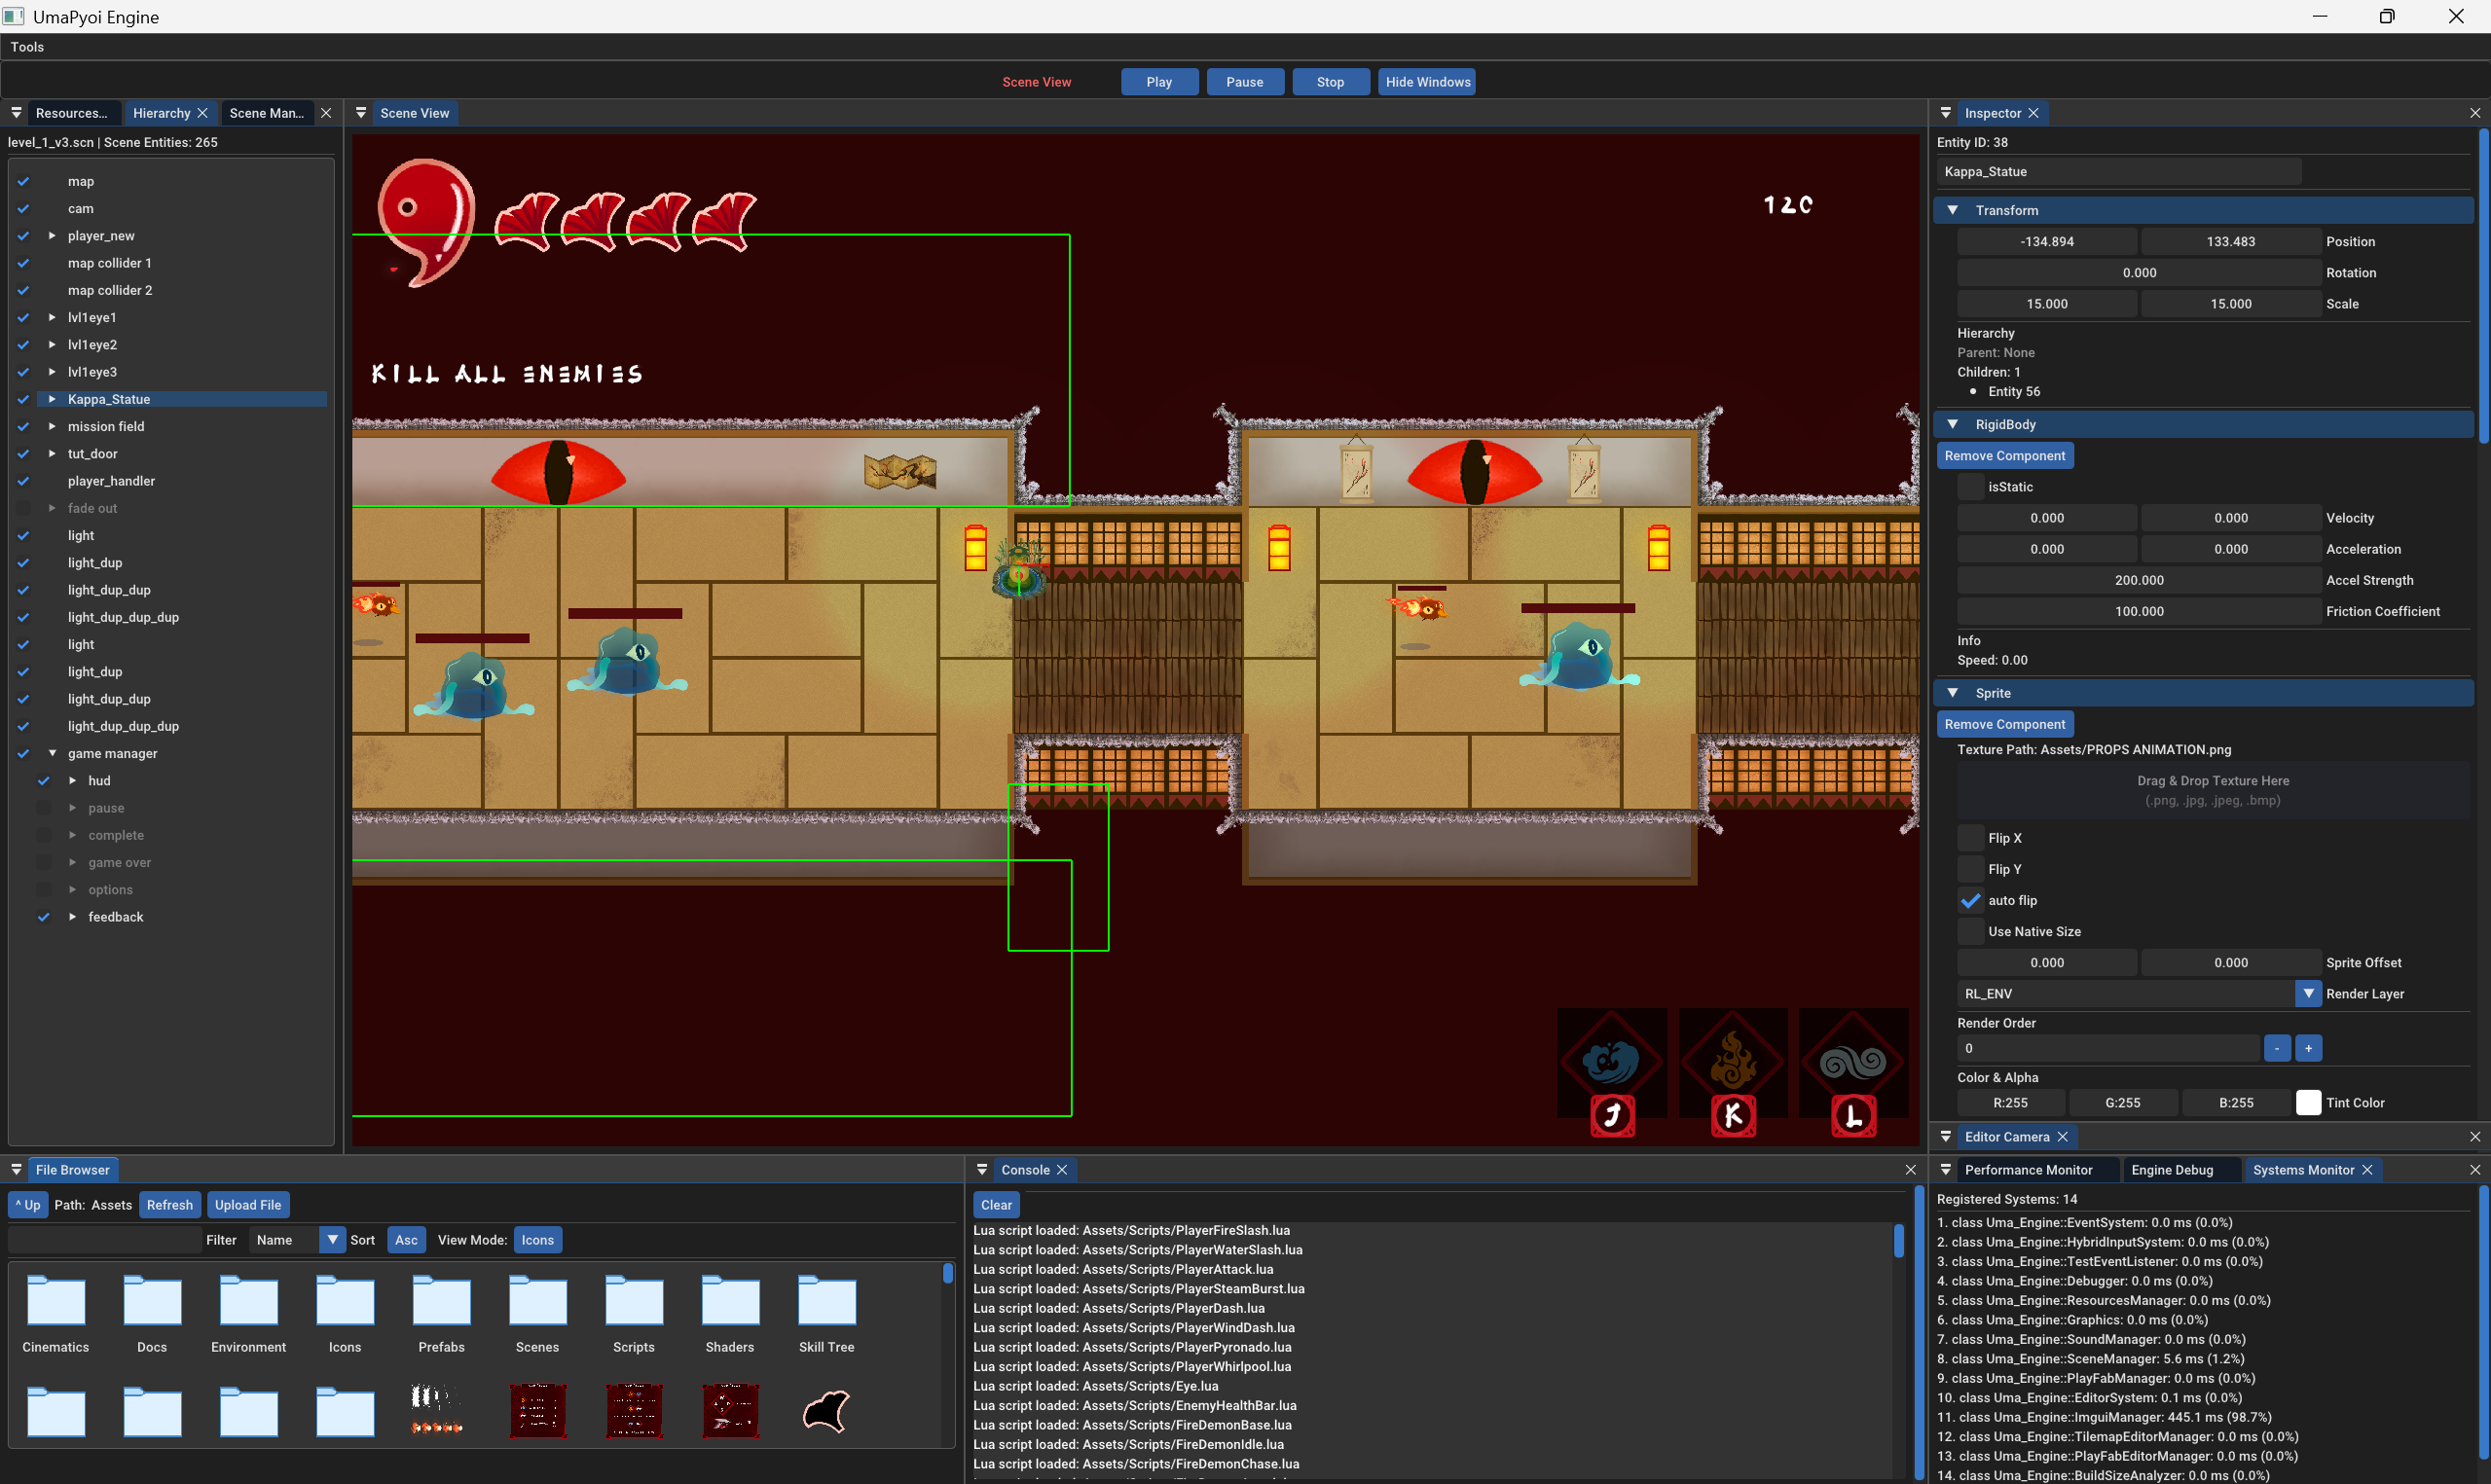 UmaPyoi Engine
Tools
Scene View
Play
Pause
Stop
Hide Windows
Resources...
Hierarchy
Scene Man...
level_1_v3.scn | Scene Entities: 265
map
cam
player_new
map collider 1
map collider 2
lvl1eye1
lvl1eye2
lvl1eye3
Kappa_Statue
mission field
tut_door
player_handler
fade out
light
light_dup
light_dup_dup
light_dup_dup_dup
light
light_dup
light_dup_dup
light_dup_dup_dup
game manager
hud
pause
complete
game over
options
feedback
Scene View
120
KILL ALL ENEMIES
J
K
L
Inspector
Entity ID: 38
Kappa_Statue
Transform
-134.894 133.483 Position
0.000 Rotation
15.000 15.000 Scale
Hierarchy
Parent: None
Children: 1
Entity 56
RigidBody
Remove Component
isStatic
0.000 0.000 Velocity
0.000 0.000 Acceleration
200.000 Accel Strength
100.000 Friction Coefficient
Info
Speed: 0.00
Sprite
Remove Component
Texture Path: Assets/PROPS ANIMATION.png
Drag & Drop Texture Here
(.png, .jpg, .jpeg, .bmp)
Flip X
Flip Y
auto flip
Use Native Size
0.000 0.000 Sprite Offset
RL_ENV Render Layer
Render Order
0 - +
Color & Alpha
R:255 G:255 B:255 Tint Color
Editor Camera
File Browser
^ Up Path: Assets Refresh Upload File
Filter Name Sort Asc View Mode: Icons
Cinematics Docs Environment Icons Prefabs Scenes Scripts Shaders Skill Tree
Console
Clear
Lua script loaded: Assets/Scripts/PlayerFireSlash.lua
Lua script loaded: Assets/Scripts/PlayerWaterSlash.lua
Lua script loaded: Assets/Scripts/PlayerAttack.lua
Lua script loaded: Assets/Scripts/PlayerSteamBurst.lua
Lua script loaded: Assets/Scripts/PlayerDash.lua
Lua script loaded: Assets/Scripts/PlayerWindDash.lua
Lua script loaded: Assets/Scripts/PlayerPyronado.lua
Lua script loaded: Assets/Scripts/PlayerWhirlpool.lua
Lua script loaded: Assets/Scripts/Eye.lua
Lua script loaded: Assets/Scripts/EnemyHealthBar.lua
Lua script loaded: Assets/Scripts/FireDemonBase.lua
Lua script loaded: Assets/Scripts/FireDemonIdle.lua
Lua script loaded: Assets/Scripts/FireDemonChase.lua
Performance Monitor
Engine Debug
Systems Monitor
Registered Systems: 14
1. class Uma_Engine::EventSystem: 0.0 ms (0.0%)
2. class Uma_Engine::HybridInputSystem: 0.0 ms (0.0%)
3. class Uma_Engine::TestEventListener: 0.0 ms (0.0%)
4. class Uma_Engine::Debugger: 0.0 ms (0.0%)
5. class Uma_Engine::ResourcesManager: 0.0 ms (0.0%)
6. class Uma_Engine::Graphics: 0.0 ms (0.0%)
7. class Uma_Engine::SoundManager: 0.0 ms (0.0%)
8. class Uma_Engine::SceneManager: 5.6 ms (1.2%)
9. class Uma_Engine::PlayFabManager: 0.0 ms (0.0%)
10. class Uma_Engine::EditorSystem: 0.1 ms (0.0%)
11. class Uma_Engine::ImguiManager: 445.1 ms (98.7%)
12. class Uma_Engine::TilemapEditorManager: 0.0 ms (0.0%)
13. class Uma_Engine::PlayFabEditorManager: 0.0 ms (0.0%)
14. class Uma_Engine::BuildSizeAnalyzer: 0.0 ms (0.0%)